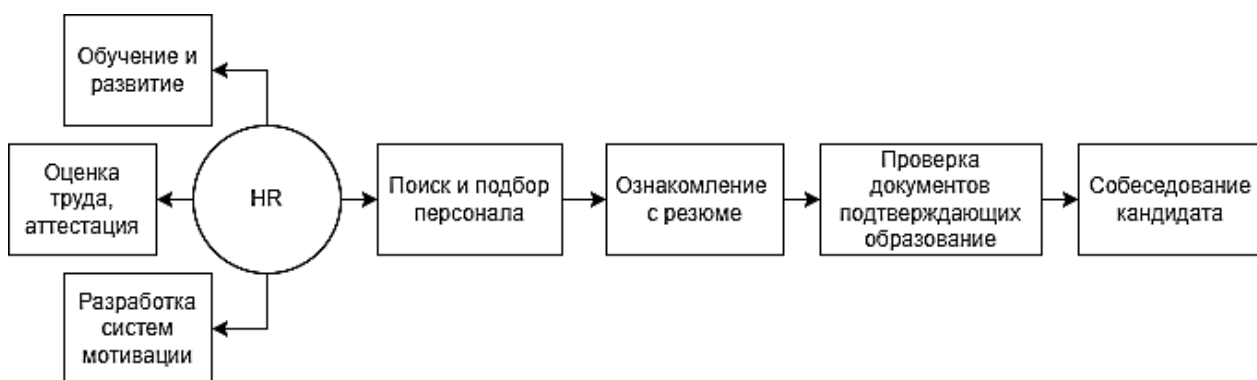 Обучение и
развитие
Оценка
труда,
аттестация
HR
Поиск и подбор
персонала
Ознакомление
с резюме
Проверка
документов
подтверждающих
образование
Собеседование
кандидата
Разработка
систем
мотивации